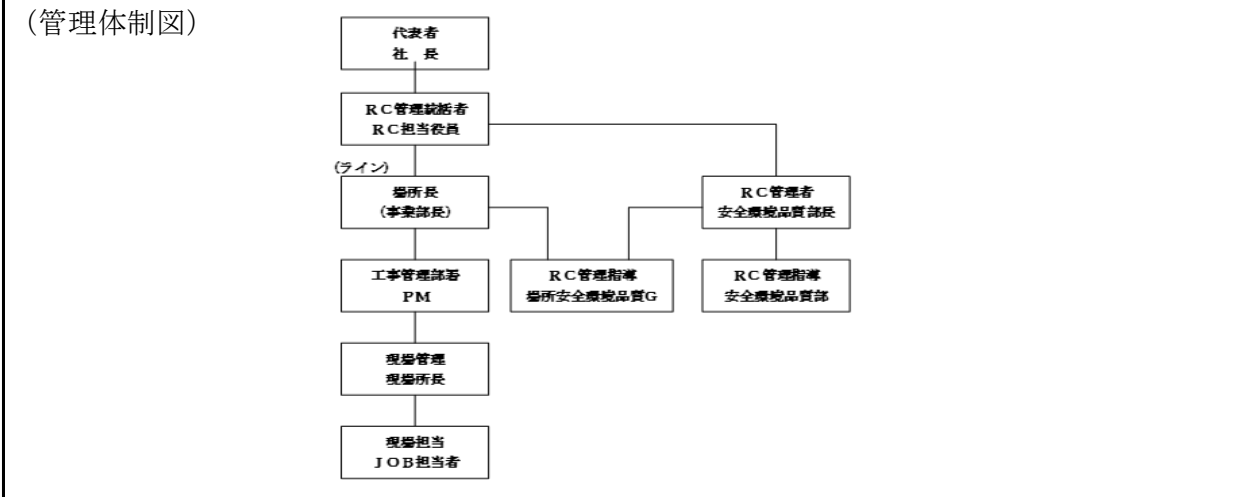 (管理体制図)
代表者
社 長
RC管理統括者
RC担当役員
(ライン)
場所長
(事業部長)
RC管理者
安全環境品質部長
工事管理部署
PM
RC管理指導
場所安全環境品質G
RC管理指導
安全環境品質部
現場管理
現場所長
現場担当
JOB担当者